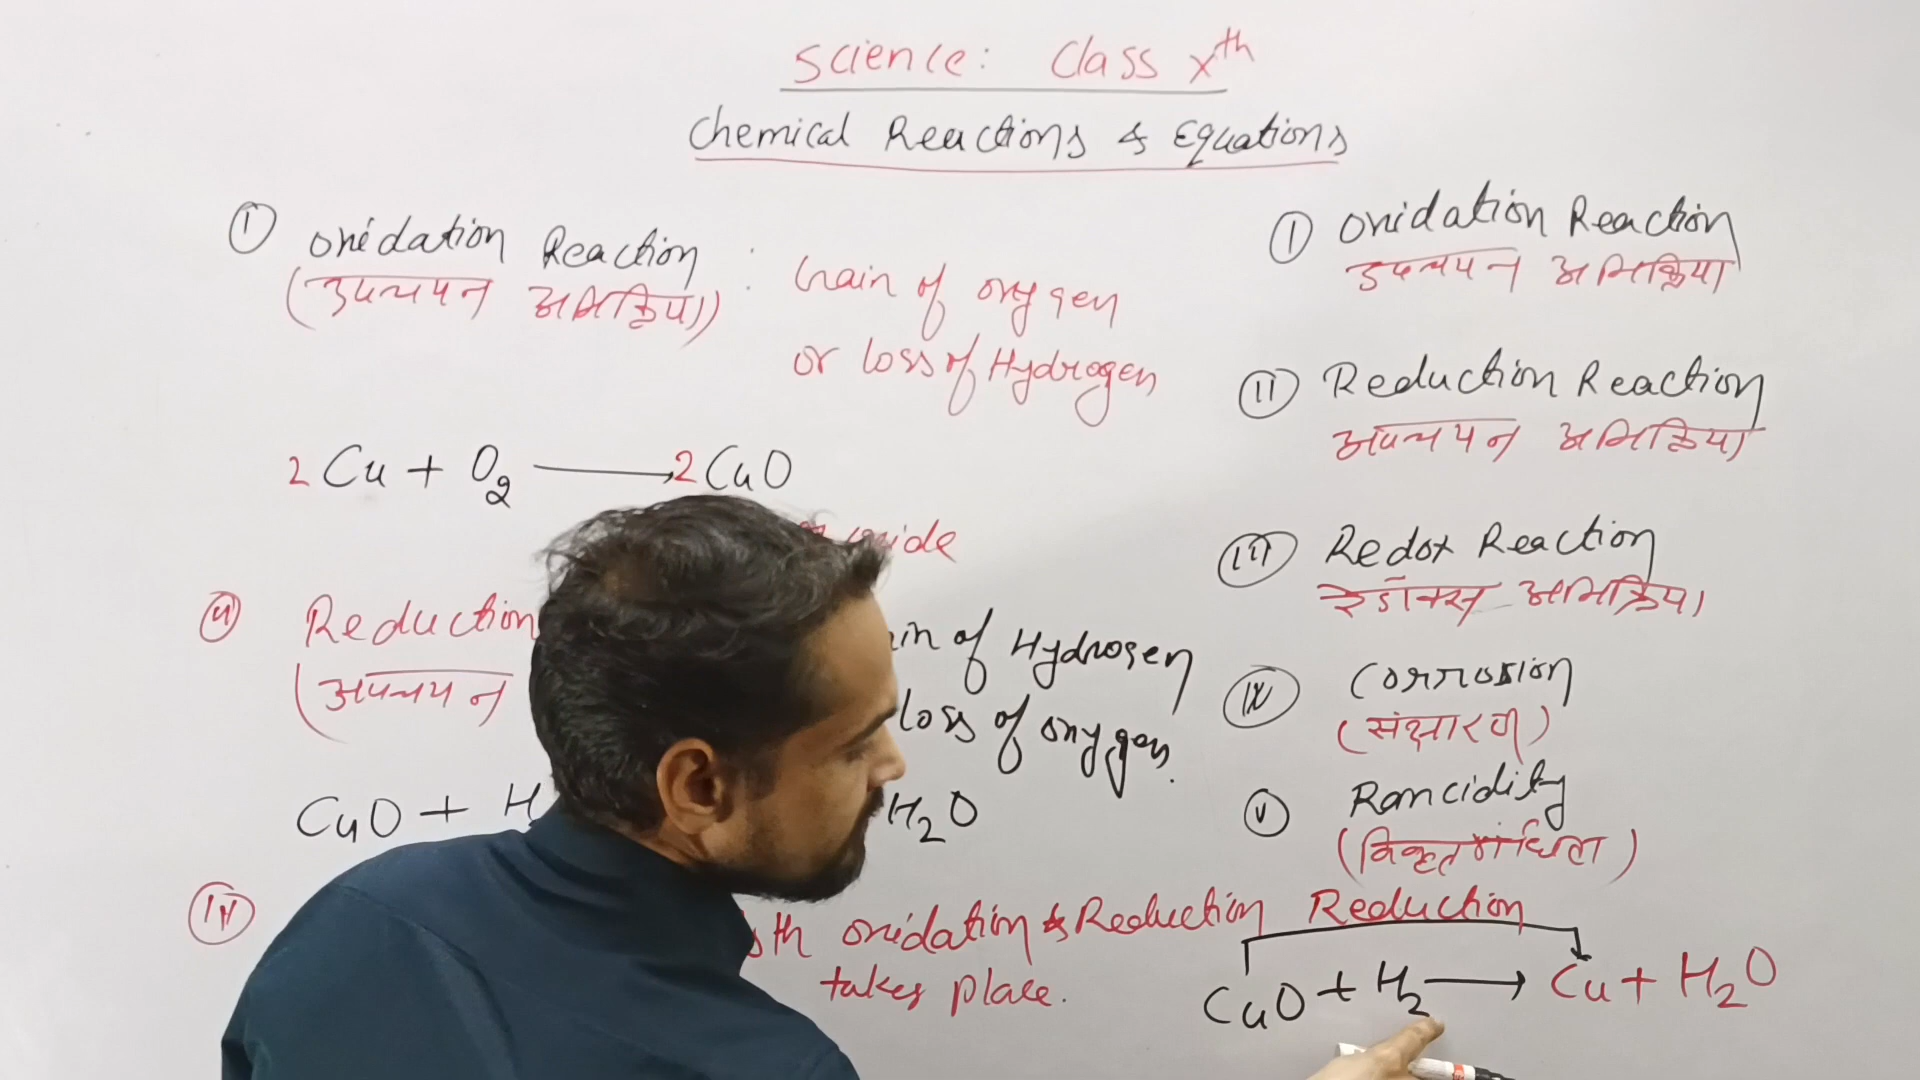 Science: Class Xth
Chemical Reactions & Equations
(I) Oxidation Reaction : Gain of oxygen
(उपचयन अभिक्रिया)
or loss of Hydrogen
2Cu + O2 → 2CuO
oxide
(II) Reduction
of Hydrogen
(अपचयन
loss of oxygen.
CuO + H
H2O
oxidation & Reduction
takes place.
(I) Oxidation Reaction
उपचयन अभिक्रिया
(II) Reduction Reaction
अपचयन अभिक्रिया
(III) Redox Reaction
रेडॉक्स अभिक्रिया
(IV) Corrosion
(संक्षारण)
(V) Rancidity
(विकृतगंधिता)
Reduction
CuO + H2 → Cu + H2O